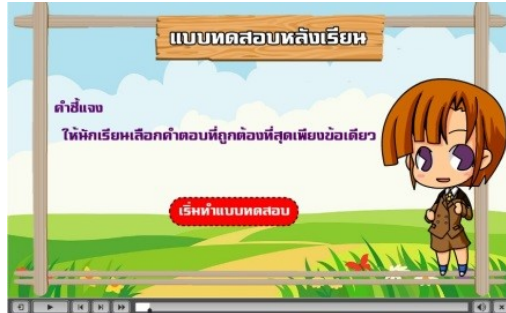 แบบทดสอบหลังเรียน
คำชี้แจง
ให้นักเรียนเลือกคำตอบที่ถูกต้องที่สุดเพียงข้อเดียว
เริ่มทำแบบทดสอบ